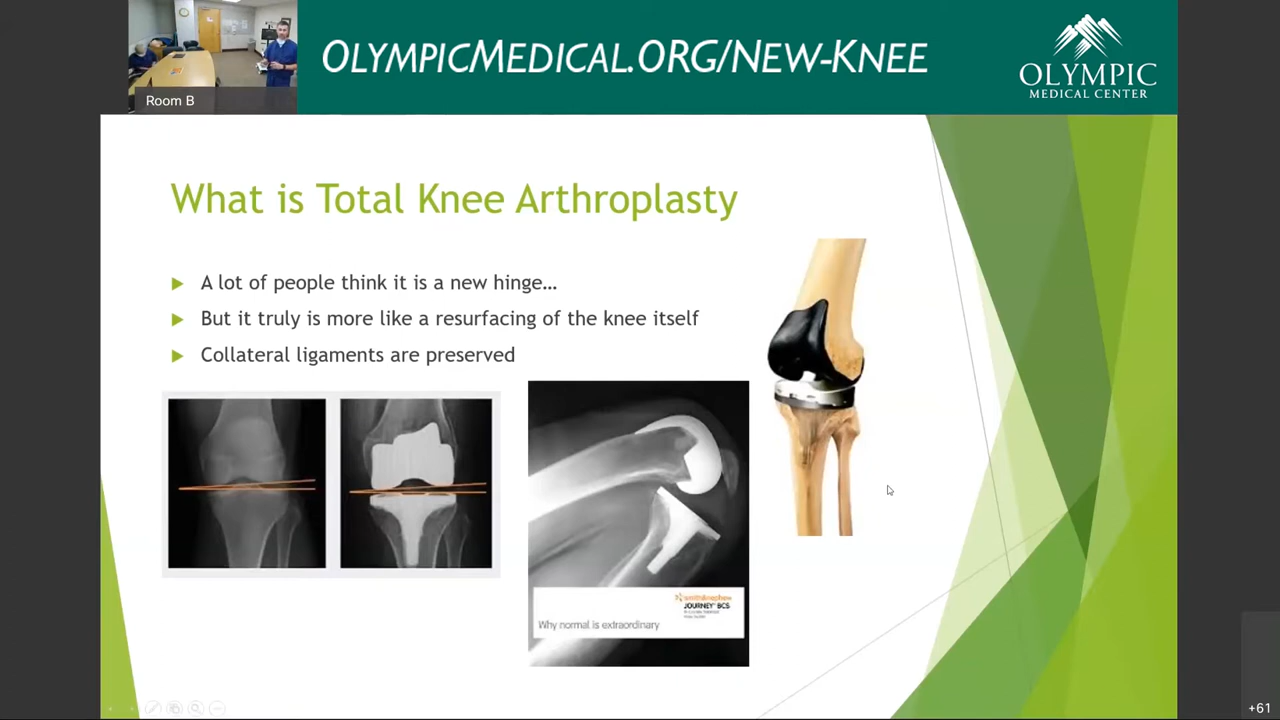 Room B
OLYMPICMEDICAL.ORG/NEW-KNEE
OLYMPIC
MEDICAL CENTER
What is Total Knee Arthroplasty
A lot of people think it is a new hinge...
But it truly is more like a resurfacing of the knee itself
Collateral ligaments are preserved
smith&nephew
JOURNEY BCS
Why normal is extraordinary
+61